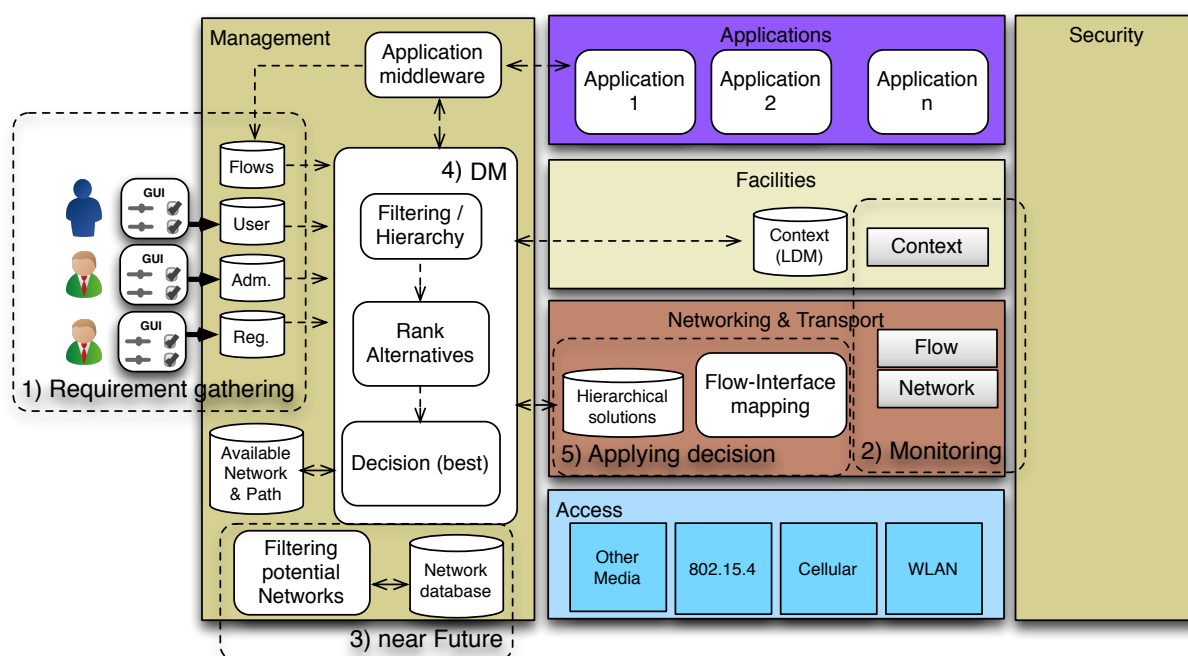 Management
Application
middleware
Flows
GUI
User
GUI
Adm.
GUI
Reg.
1) Requirement gathering
4) DM
Filtering /
Hierarchy
Rank
Alternatives
Decision (best)
Available
Network
& Path
Filtering
potential
Networks
Network
database
3) near Future
Applications
Application
1
Application
2
Application
n
Facilities
Context
(LDM)
Context
Networking & Transport
Hierarchical
solutions
Flow-Interface
mapping
Flow
Network
5) Applying decision
2) Monitoring
Access
Other
Media
802.15.4
Cellular
WLAN
Security